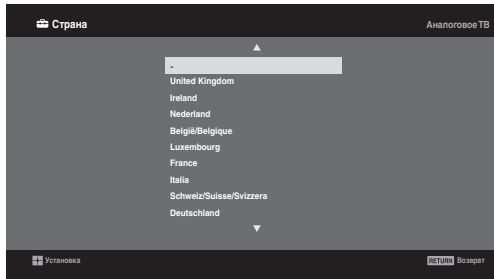 Страна
Аналоговое ТВ
-
United Kingdom
Ireland
Nederland
België/Belgique
Luxembourg
France
Italia
Schweiz/Suisse/Svizzera
Deutschland
Установка
RETURN Возврат